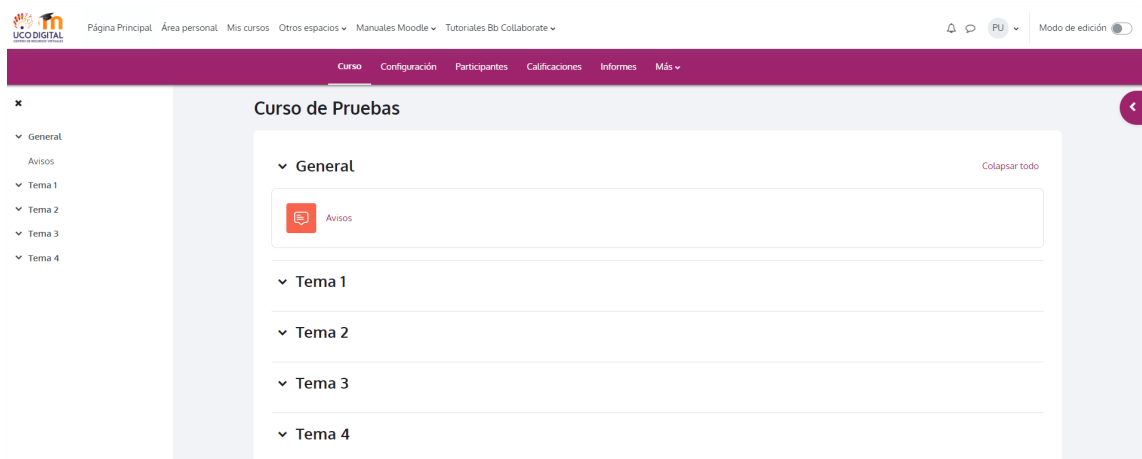 UCO DIGITAL
Página Principal Área personal Mis cursos Otros espacios Manuales Moodle Tutoriales Bb Collaborate PU Modo de edición
Curso Configuración Participantes Calificaciones Informes Más
Curso de Pruebas
General
Avisos
Tema 1
Tema 2
Tema 3
Tema 4
General Colapsar todo
Avisos
Tema 1
Tema 2
Tema 3
Tema 4